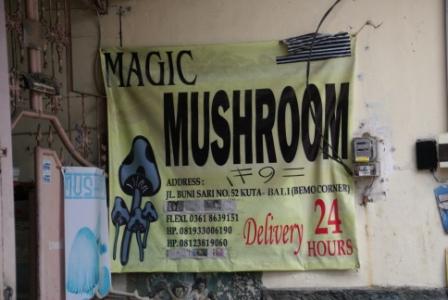 MAGIC
MUSHROOM
ADDRESS :
JL. BUNI SARI NO. 52 KUTA - BALI (BEMO CORNER)
FLEXI. 0361 8639151
HP. 081933006190
HP. 08123819060
Delivery 24
HOURS
MUS